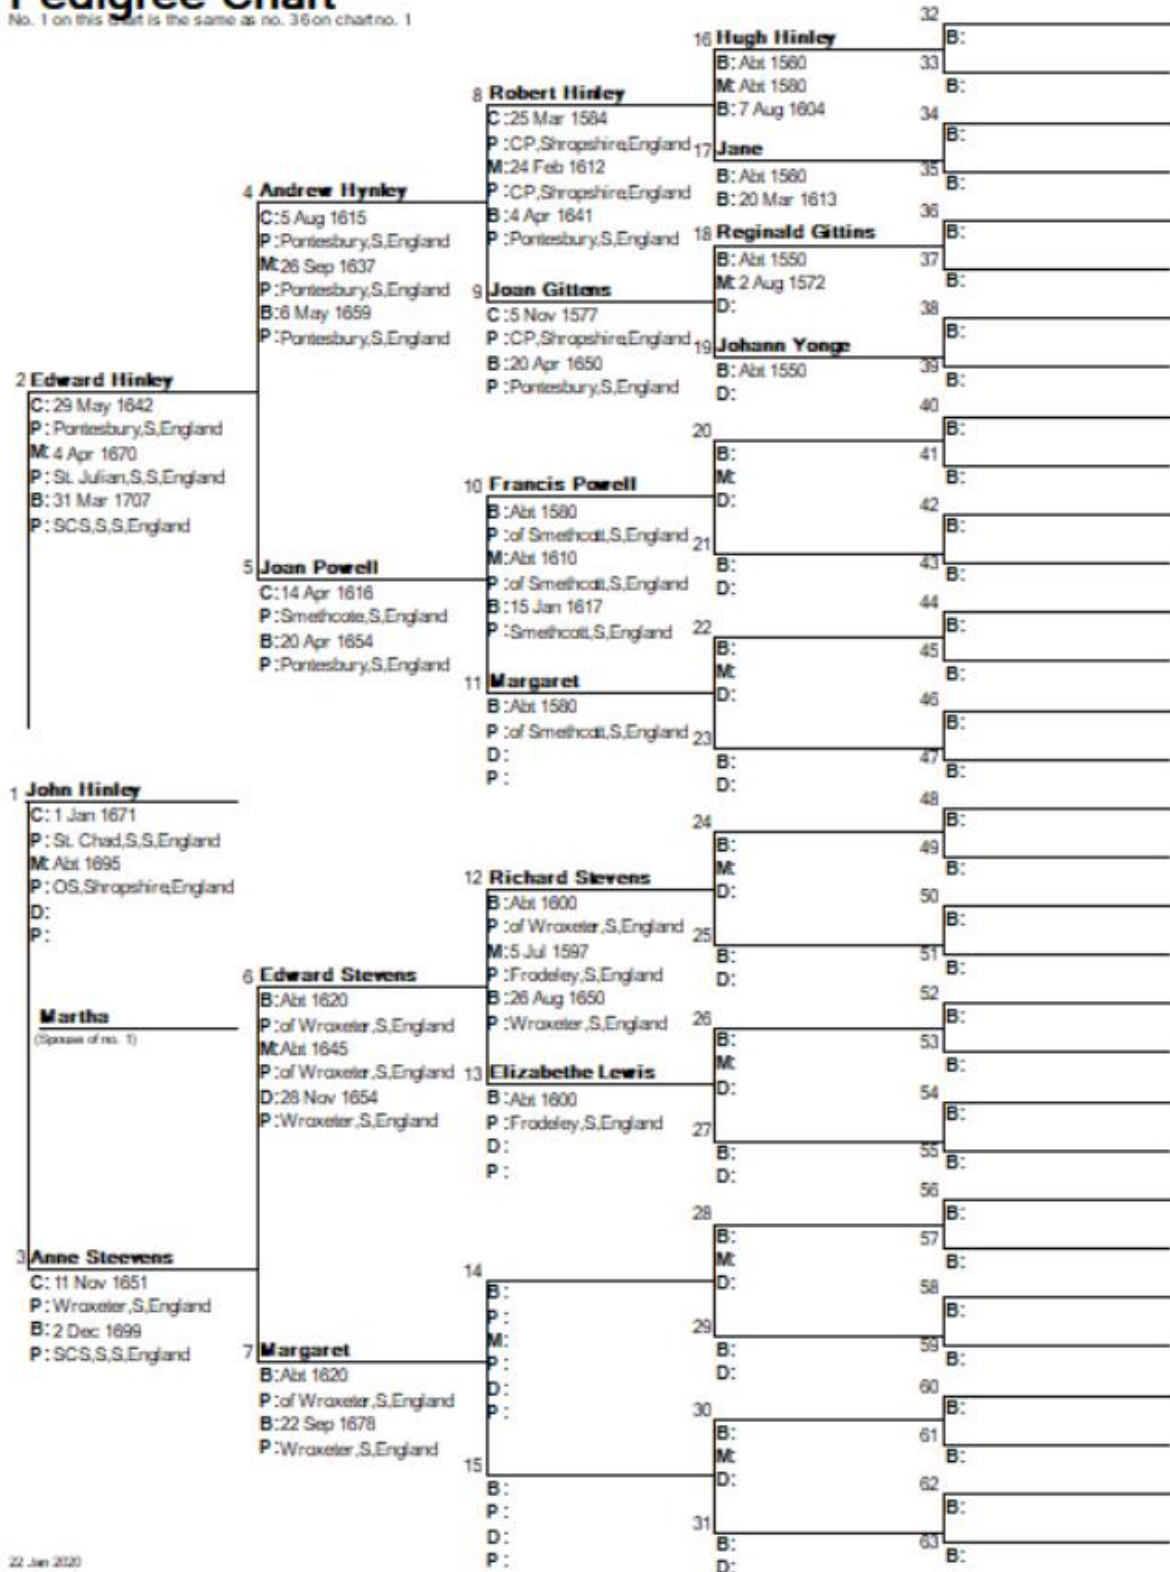 Pedigree Chart
No. 1 on this chart is the same as no. 36 on chart no. 1
2 Edward Hinley
C: 29 May 1642
P: Pontesbury,S,England
M: 4 Apr 1670
P: St. Julian,S,S,England
B: 31 Mar 1707
P: SCS,S,S,England
1 John Hinley
C: 1 Jan 1671
P: St. Chad,S,S,England
M: Abt 1695
P: OS,Shropshire,England
D:
P:
Martha
(Spouse of no. 1)
3 Anne Steevens
C: 11 Nov 1651
P: Wroxeter,S,England
B: 2 Dec 1699
P: SCS,S,S,England
4 Andrew Hynley
C: 5 Aug 1615
P: Pontesbury,S,England
M: 26 Sep 1637
P: Pontesbury,S,England
B: 6 May 1659
P: Pontesbury,S,England
5 Joan Powell
C: 14 Apr 1616
P: Smethcote,S,England
B: 20 Apr 1654
P: Pontesbury,S,England
6 Edward Stevens
B: Abt 1620
P: of Wroxeter,S,England
M: Abt 1645
P: of Wroxeter,S,England
D: 28 Nov 1654
P: Wroxeter,S,England
7 Margaret
B: Abt 1620
P: of Wroxeter,S,England
B: 22 Sep 1678
P: Wroxeter,S,England
8 Robert Hinley
C: 25 Mar 1584
P: CP,Shropshire,England
M: 24 Feb 1612
P: CP,Shropshire,England
B: 4 Apr 1641
P: Pontesbury,S,England
9 Joan Gittens
C: 5 Nov 1577
P: CP,Shropshire,England
B: 20 Apr 1650
P: Pontesbury,S,England
10 Francis Powell
B: Abt 1580
P: of Smethcott,S,England
M: Abt 1610
P: of Smethcott,S,England
B: 15 Jan 1617
P: Smethcott,S,England
11 Margaret
B: Abt 1580
P: of Smethcott,S,England
D:
P:
12 Richard Stevens
B: Abt 1600
P: of Wroxeter,S,England
M: 5 Jul 1597
P: Frodeley,S,England
B: 26 Aug 1650
P: Wroxeter,S,England
13 Elizabethe Lewis
B: Abt 1600
P: Frodeley,S,England
D:
P:
14
B:
P:
M:
P:
D:
P:
15
B:
P:
D:
P:
16 Hugh Hinley
B: Abt 1560
M: Abt 1580
B: 7 Aug 1604
17 Jane
B: Abt 1560
B: 20 Mar 1613
18 Reginald Gittins
B: Abt 1550
M: 2 Aug 1572
D:
19 Johann Yonge
B: Abt 1550
D:
20
B:
M:
D:
21
B:
D:
22
B:
M:
D:
23
B:
D:
24
B:
M:
D:
25
B:
D:
26
B:
M:
D:
27
B:
D:
28
B:
M:
D:
29
B:
D:
30
B:
M:
D:
31
B:
D:
32
B:
33
B:
34
B:
35
B:
36
B:
37
B:
38
B:
39
B:
40
B:
41
B:
42
B:
43
B:
44
B:
45
B:
46
B:
47
B:
48
B:
49
B:
50
B:
51
B:
52
B:
53
B:
54
B:
55
B:
56
B:
57
B:
58
B:
59
B:
60
B:
61
B:
62
B:
63
B:
22 Jan 2020